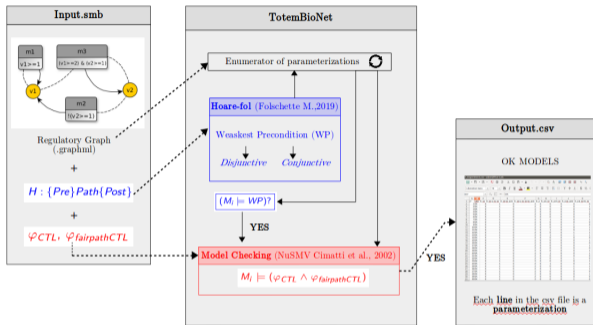 Input.smb
m1
v1>=1
m3
(v1>=2) & (v2>=1)
v1
v2
m2
!(v2>=1)
Regulatory Graph
(.graphml)
+
H : {Pre}Path{Post}
+
φCTL, φfairpathCTL
TotemBioNet
Enumerator of parameterizations
Hoare-fol (Folschette M.,2019)
Weaskest Precondition (WP)
Disjunctive Conjunctive
(Mi ⊨ WP)?
YES
Model Checking (NuSMV Cimatti et al., 2002)
Mi ⊨ (φCTL ∧ φfairpathCTL)
YES
Output.csv
OK MODELS
Each line in the csv file is a
parameterization